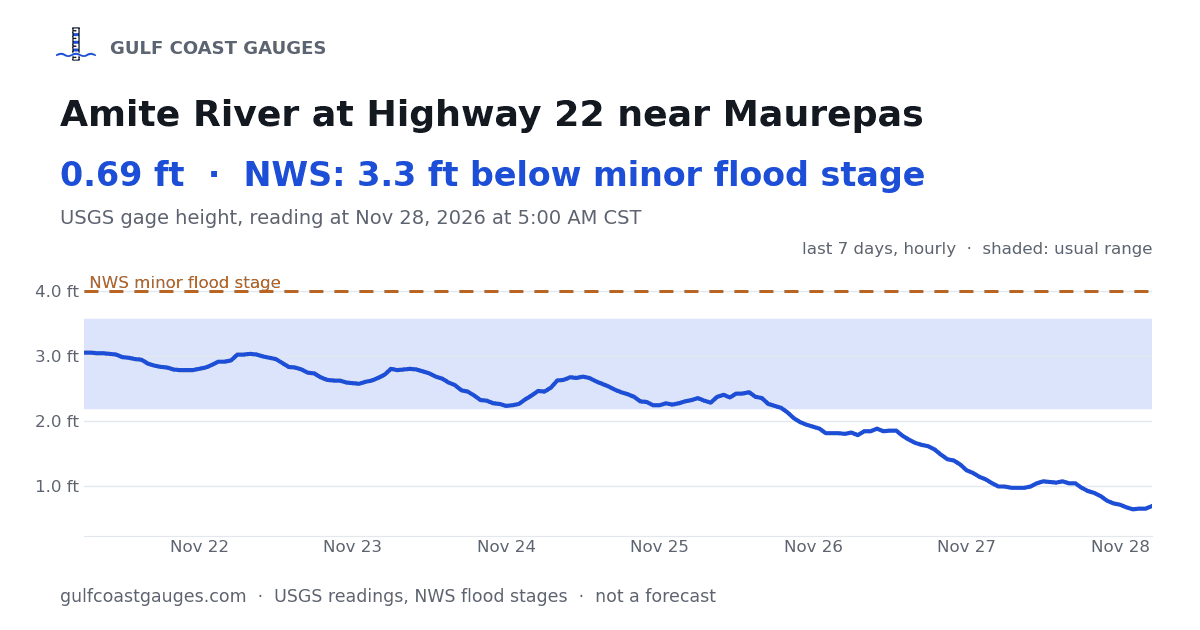 GULF COAST GAUGES
Amite River at Highway 22 near Maurepas
0.69 ft · NWS: 3.3 ft below minor flood stage
USGS gage height, reading at Nov 28, 2026 at 5:00 AM CST
last 7 days, hourly · shaded: usual range
NWS minor flood stage
4.0 ft
3.0 ft
2.0 ft
1.0 ft
Nov 22 Nov 23 Nov 24 Nov 25 Nov 26 Nov 27 Nov 28
gulfcoastgauges.com · USGS readings, NWS flood stages · not a forecast